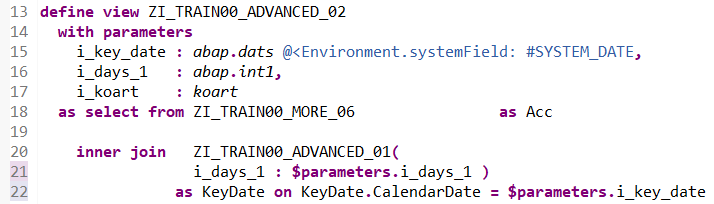 13 define view ZI_TRAIN00_ADVANCED_02
14 with parameters
15 i_key_date : abap.dats @<Environment.systemField: #SYSTEM_DATE,
16 i_days_1 : abap.int1,
17 i_koart : koart
18 as select from ZI_TRAIN00_MORE_06 as Acc
19
20 inner join ZI_TRAIN00_ADVANCED_01(
21 i_days_1 : $parameters.i_days_1 )
22 as KeyDate on KeyDate.CalendarDate = $parameters.i_key_date